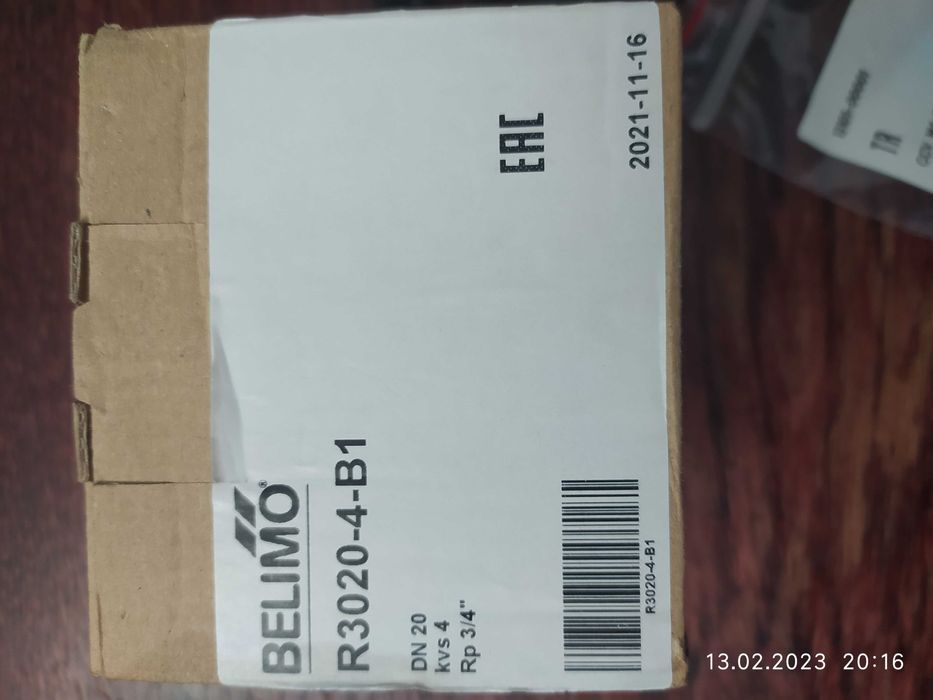 BELIMO®
R3020-4-B1
DN 20
kvs 4
Rp 3/4"
R3020-4-B1
EAC
2021-11-16
TR
13.02.2023 20:16